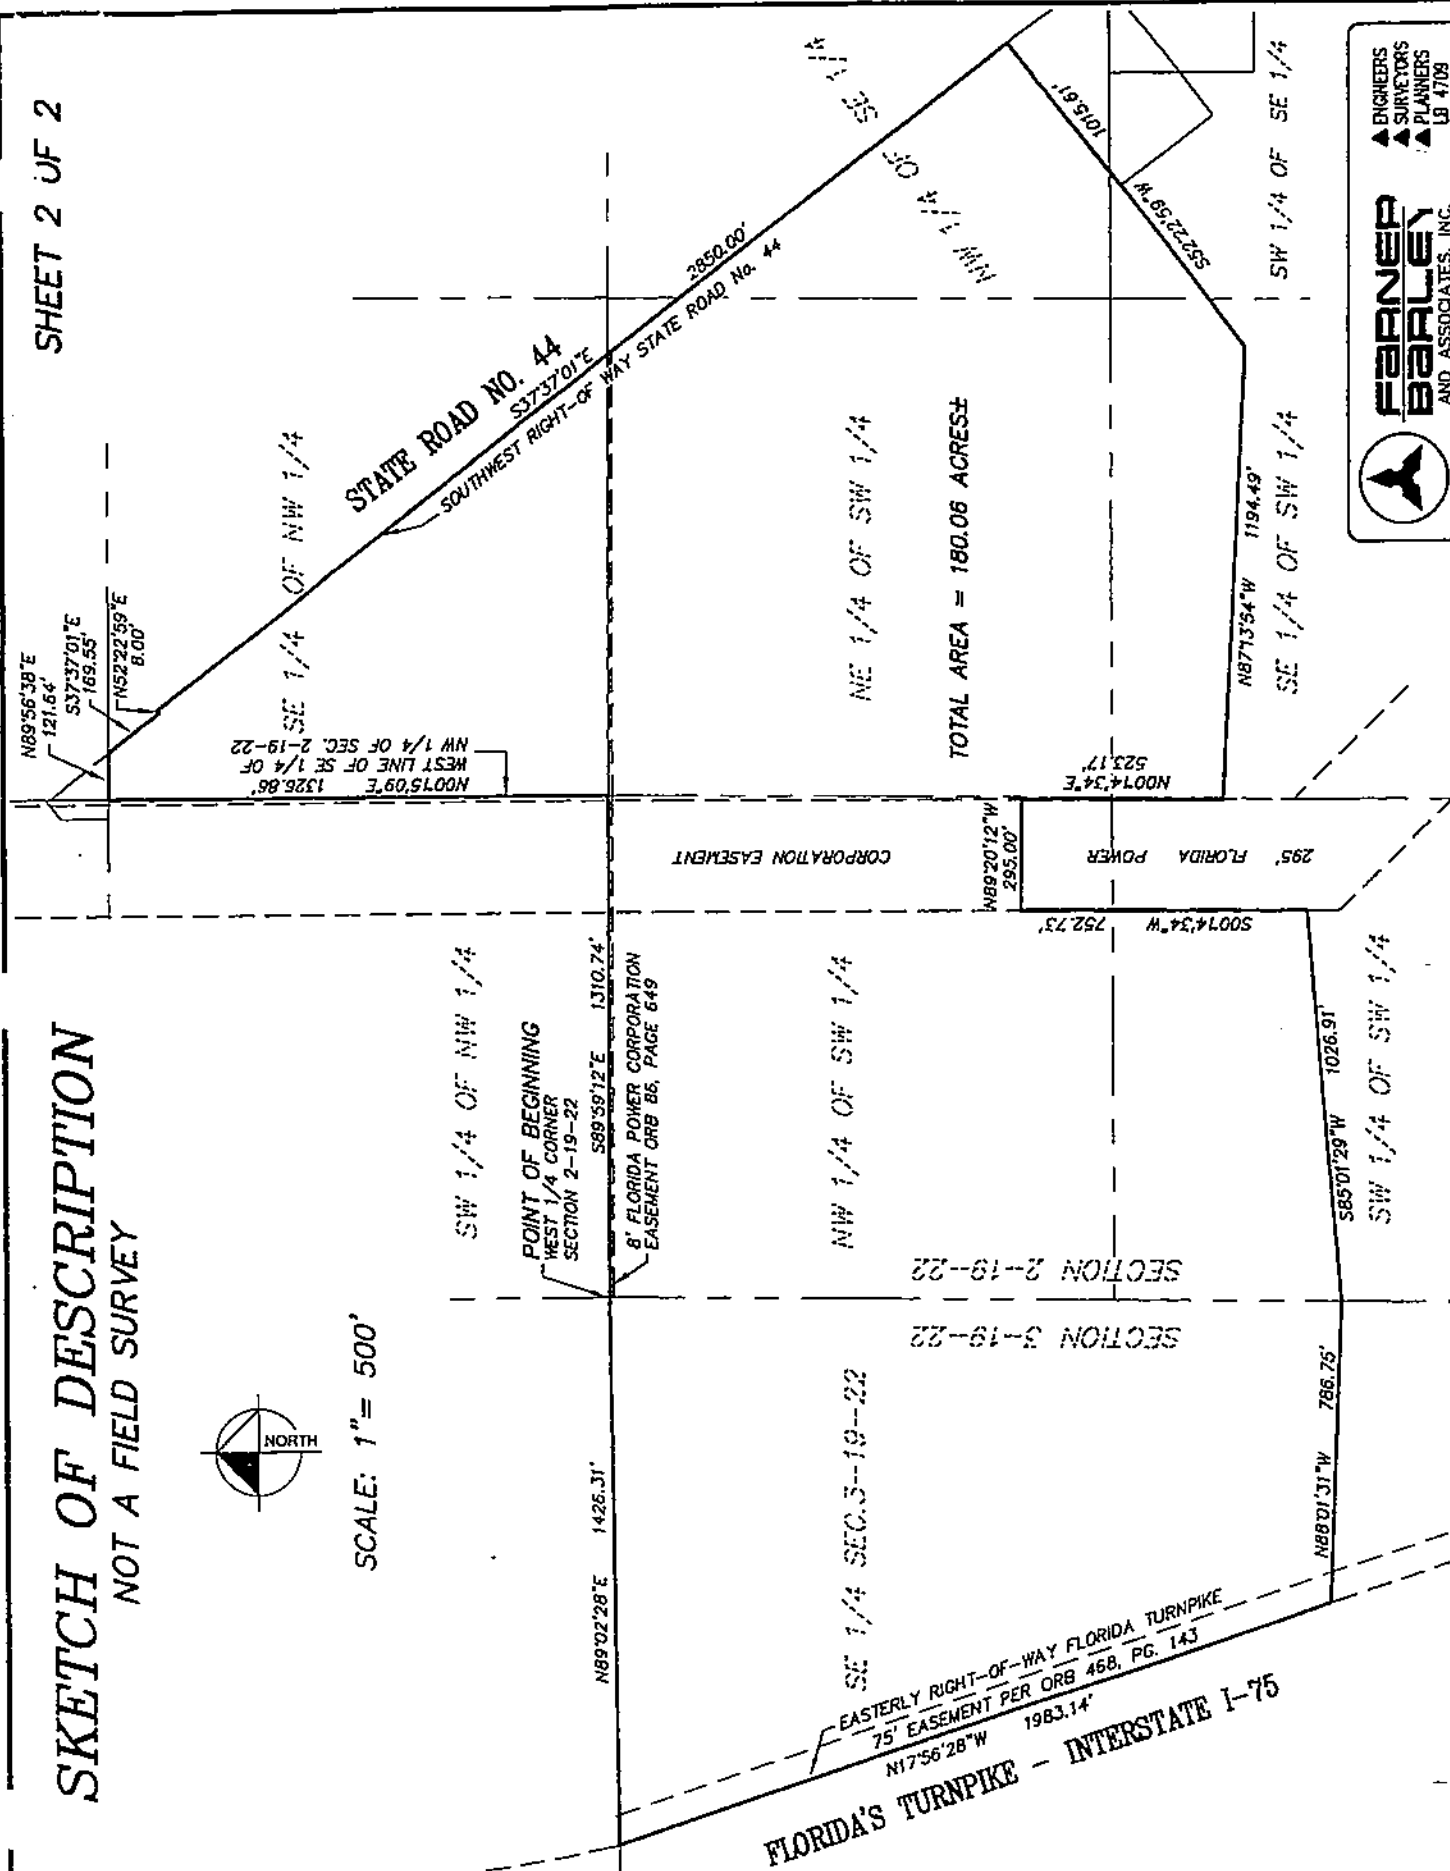 SHEET 2 OF 2
SKETCH OF DESCRIPTION
NOT A FIELD SURVEY
NORTH
SCALE: 1"= 500'
N89°56'38"E
121.64'
S37°37'01"E
169.55'
N52°22'59"E
8.00'
STATE ROAD NO. 44
S37°37'01"E
2850.00'
SOUTHWEST RIGHT-OF WAY STATE ROAD No. 44
SE 1/4 OF NW 1/4
N00°15'09"E 1326.86'
WEST LINE OF SE 1/4 OF
NW 1/4 OF SEC. 2-19-22
SW 1/4 OF NW 1/4
POINT OF BEGINNING
WEST 1/4 CORNER
SECTION 2-19-22
S89°59'12"E 1310.74'
8' FLORIDA POWER CORPORATION
EASEMENT ORB 86, PAGE 649
N89°02'28"E 1426.31'
NW 1/4 OF SE 1/4
1015.61'
S52°22'59"W
SW 1/4 OF SE 1/4
NE 1/4 OF SW 1/4
TOTAL AREA = 180.06 ACRES±
N00°14'34"E
523.17'
N87°13'54"W 1194.49'
SE 1/4 OF SW 1/4
N89°20'12"W
295.00'
295' FLORIDA POWER
CORPORATION EASEMENT
S00°14'34"W 752.73'
NW 1/4 OF SW 1/4
S85°01'29"W 1026.91'
SW 1/4 OF SW 1/4
SECTION 2-19-22
SECTION 3-19-22
SE 1/4 SEC.3-19-22
N88°01'31"W 786.75'
EASTERLY RIGHT-OF-WAY FLORIDA TURNPIKE
75' EASEMENT PER ORB 468, PG. 143
N17°56'28"W 1983.14'
FLORIDA'S TURNPIKE - INTERSTATE I-75
FARNER
BARLEY
AND ASSOCIATES, INC.
ENGINEERS
SURVEYORS
PLANNERS
LB 4709